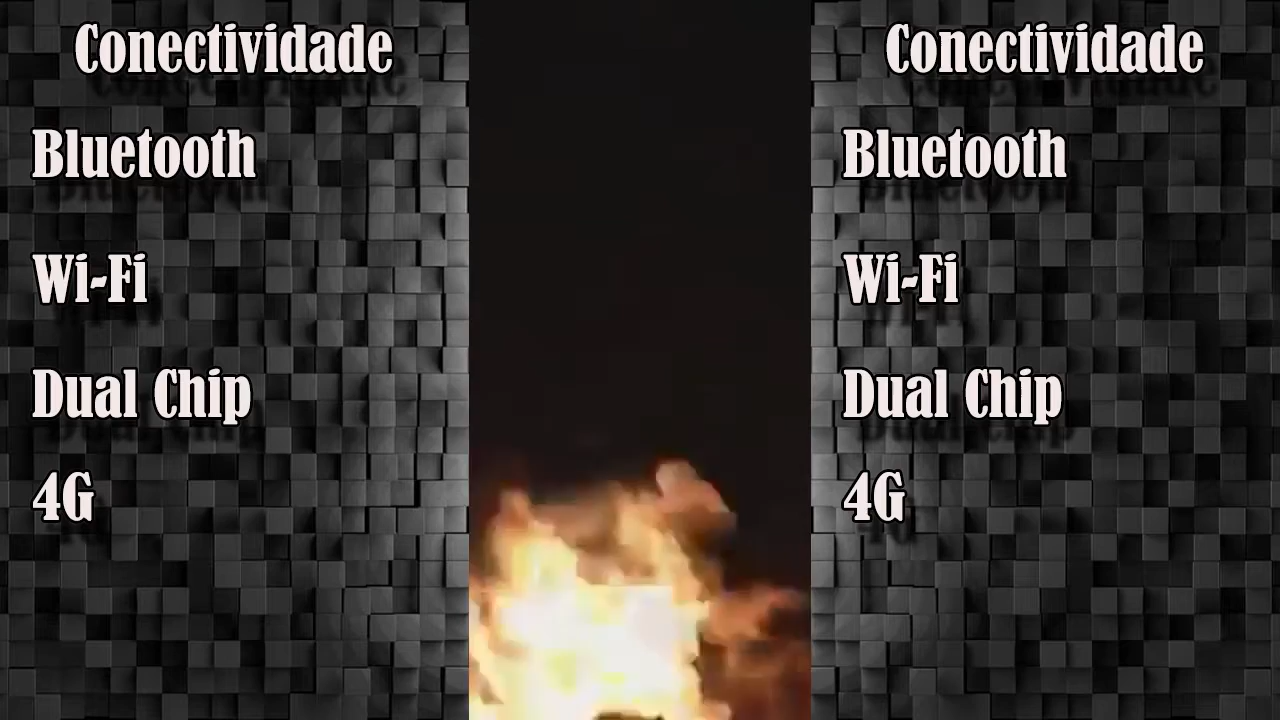 Conectividade
Bluetooth
Wi-Fi
Dual Chip
4G
Conectividade
Bluetooth
Wi-Fi
Dual Chip
4G